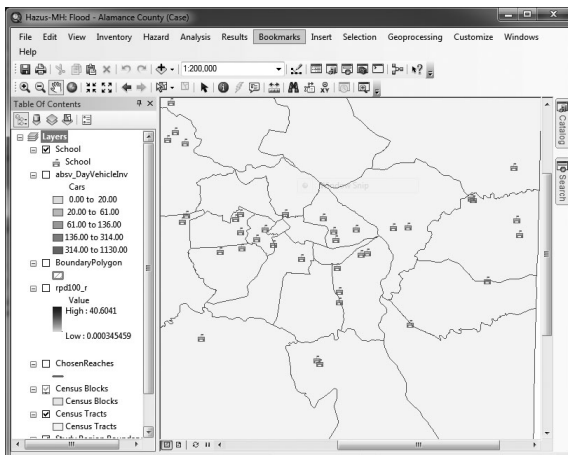 Hazus-MH: Flood - Alamance County (Case)
File Edit View Inventory Hazard Analysis Results Bookmarks Insert Selection Geoprocessing Customize Windows
Help
1:200,000
Table Of Contents
Layers
School
School
absv_DayVehicleInv
Cars
0.00 to 20.00
20.00 to 61.00
61.00 to 136.00
136.00 to 314.00
314.00 to 1130.00
BoundaryPolygon
rpd100_r
Value
High : 40.6041
Low : 0.000345459
ChosenReaches
Census Blocks
Census Blocks
Census Tracts
Census Tracts
Catalog
Search